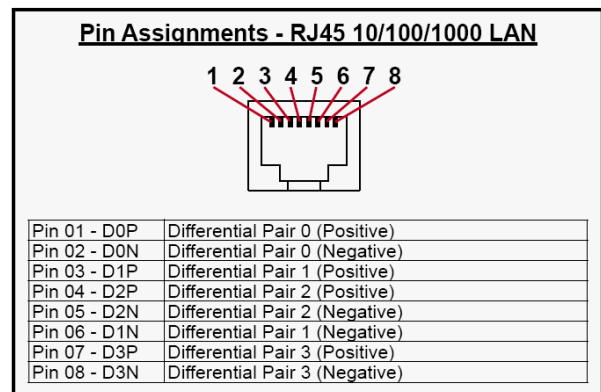 Pin Assignments - RJ45 10/100/1000 LAN
1 2 3 4 5 6 7 8
Pin 01 - D0P Differential Pair 0 (Positive)
Pin 02 - D0N Differential Pair 0 (Negative)
Pin 03 - D1P Differential Pair 1 (Positive)
Pin 04 - D2P Differential Pair 2 (Positive)
Pin 05 - D2N Differential Pair 2 (Negative)
Pin 06 - D1N Differential Pair 1 (Negative)
Pin 07 - D3P Differential Pair 3 (Positive)
Pin 08 - D3N Differential Pair 3 (Negative)